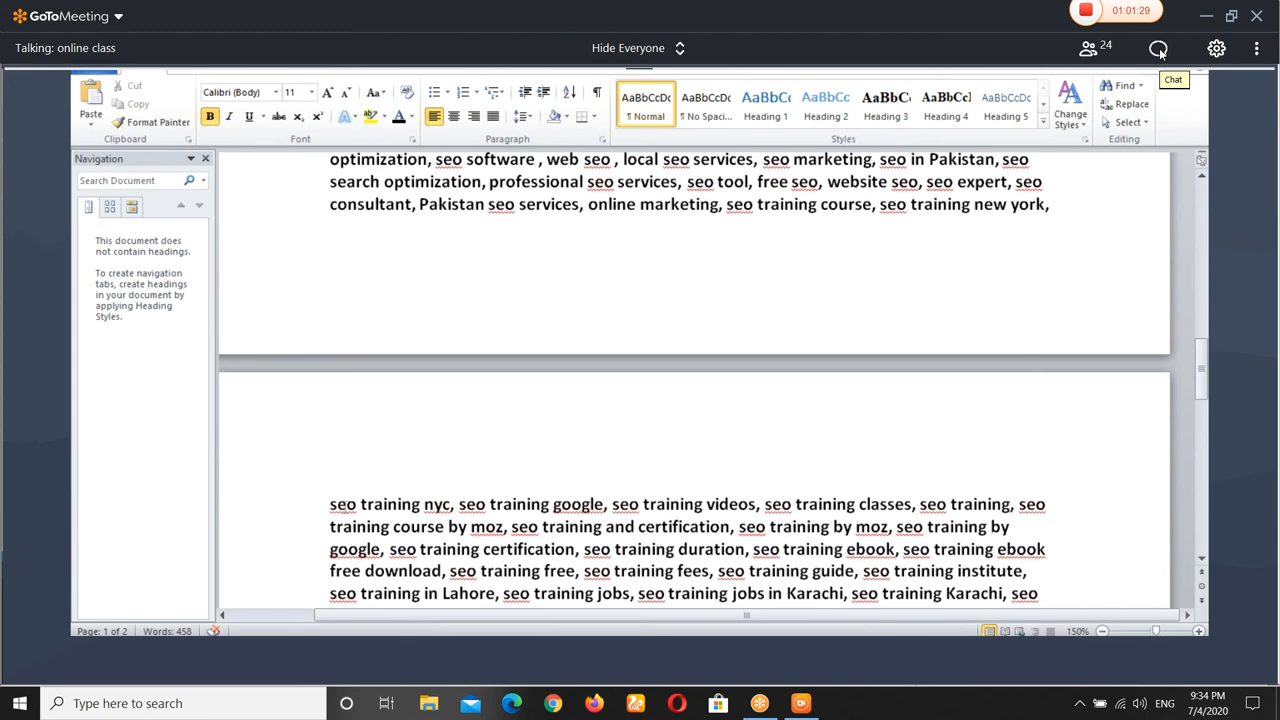 GoToMeeting
01:01:29
Talking: online class
Hide Everyone
24
Chat
Cut
Copy
Format Painter
Paste
Clipboard
Calibri (Body)
11
Font
Paragraph
AaBbCcDc AaBbCcDc AaBbC AaBbCc AaBbC AaBbCc] AaBbCcDc
¶ Normal ¶ No Spaci... Heading 1 Heading 2 Heading 3 Heading 4 Heading 5
Styles
Change
Styles
Find
Replace
Select
Editing
Navigation
Search Document
This document does
not contain headings.
To create navigation
tabs, create headings
in your document by
applying Heading
Styles.
optimization, seo software , web seo , local seo services, seo marketing, seo in Pakistan, seo
search optimization, professional seo services, seo tool, free seo, website seo, seo expert, seo
consultant, Pakistan seo services, online marketing, seo training course, seo training new york,
seo training nyc, seo training google, seo training videos, seo training classes, seo training, seo
training course by moz, seo training and certification, seo training by moz, seo training by
google, seo training certification, seo training duration, seo training ebook, seo training ebook
free download, seo training free, seo training fees, seo training guide, seo training institute,
seo training in Lahore, seo training jobs, seo training jobs in Karachi, seo training Karachi, seo
Page: 1 of 2
Words: 458
150%
Type here to search
ENG
9:34 PM
7/4/2020